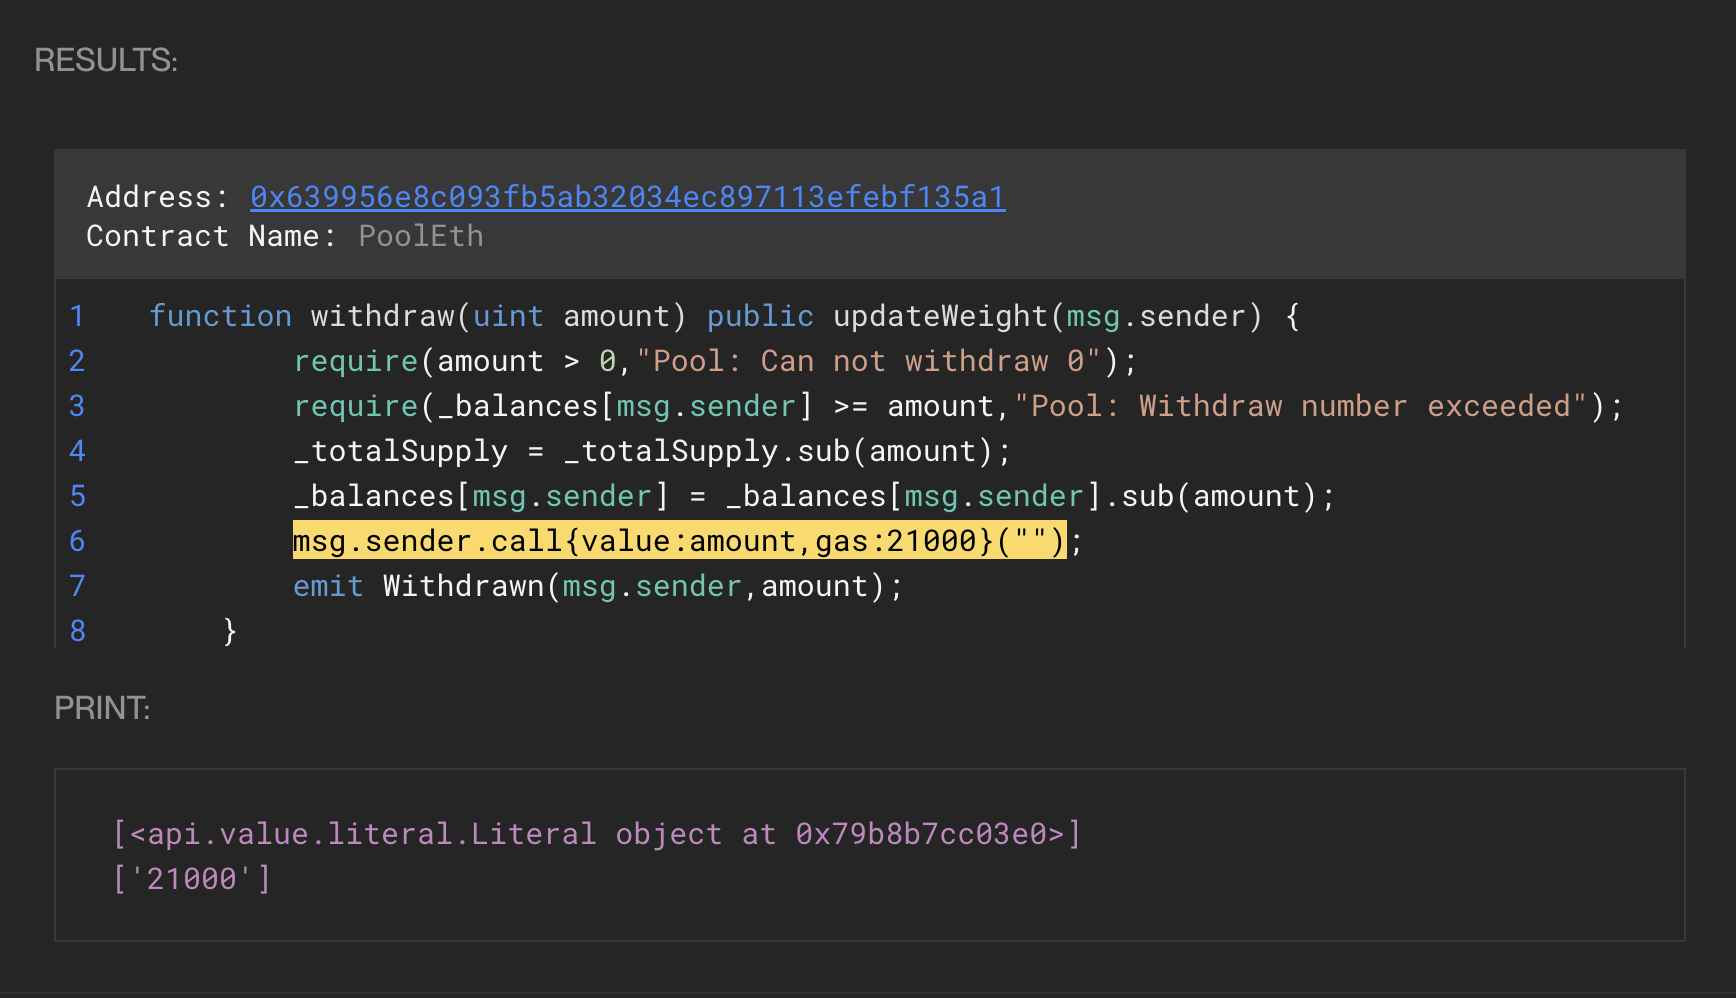 RESULTS:
Address: 0x639956e8c093fb5ab32034ec897113efebf135a1
Contract Name: PoolEth
1 function withdraw(uint amount) public updateWeight(msg.sender) {
2 require(amount > 0,"Pool: Can not withdraw 0");
3 require(_balances[msg.sender] >= amount,"Pool: Withdraw number exceeded");
4 _totalSupply = _totalSupply.sub(amount);
5 _balances[msg.sender] = _balances[msg.sender].sub(amount);
6 msg.sender.call{value:amount,gas:21000}("");
7 emit Withdrawn(msg.sender,amount);
8 }
PRINT:
[<api.value.literal.Literal object at 0x79b8b7cc03e0>]
['21000']